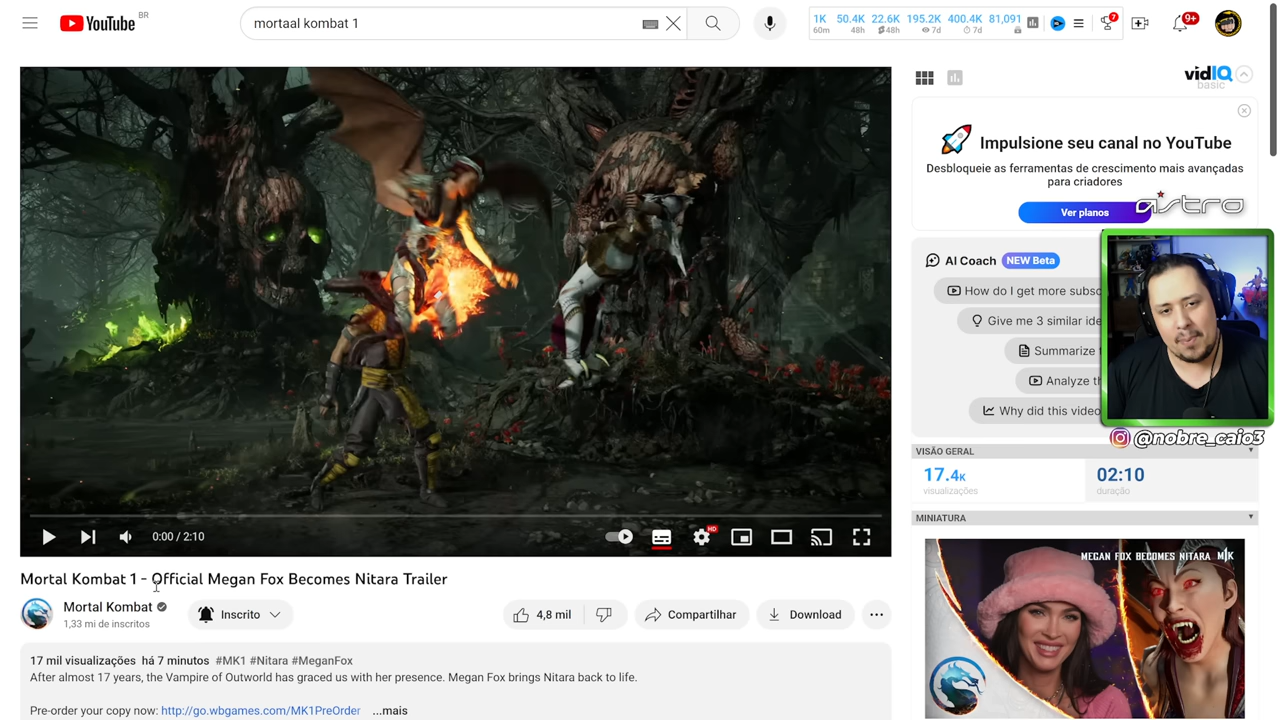 YouTube BR
mortaal kombat 1
1K 50.4K 22.6K 195.2K 400.4K 81,091
60m 48h 48h 7d 7d
7
9+
vidIQ
basic
Impulsione seu canal no YouTube
Desbloqueie as ferramentas de crescimento mais avançadas
para criadores
Ver planos
astro
AI Coach NEW Beta
How do I get more subsc
Give me 3 similar ide
Summarize t
Analyze th
Why did this video
@nobre_caio3
VISÃO GERAL
17.4K
visualizações
02:10
duração
MINIATURA
MEGAN FOX BECOMES NITARA MK
0:00 / 2:10
HD
Mortal Kombat 1 - Official Megan Fox Becomes Nitara Trailer
Mortal Kombat
1,33 mi de inscritos
Inscrito
4,8 mil
Compartilhar
Download
17 mil visualizações há 7 minutos #MK1 #Nitara #MeganFox
After almost 17 years, the Vampire of Outworld has graced us with her presence. Megan Fox brings Nitara back to life.
Pre-order your copy now: http://go.wbgames.com/MK1PreOrder ...mais